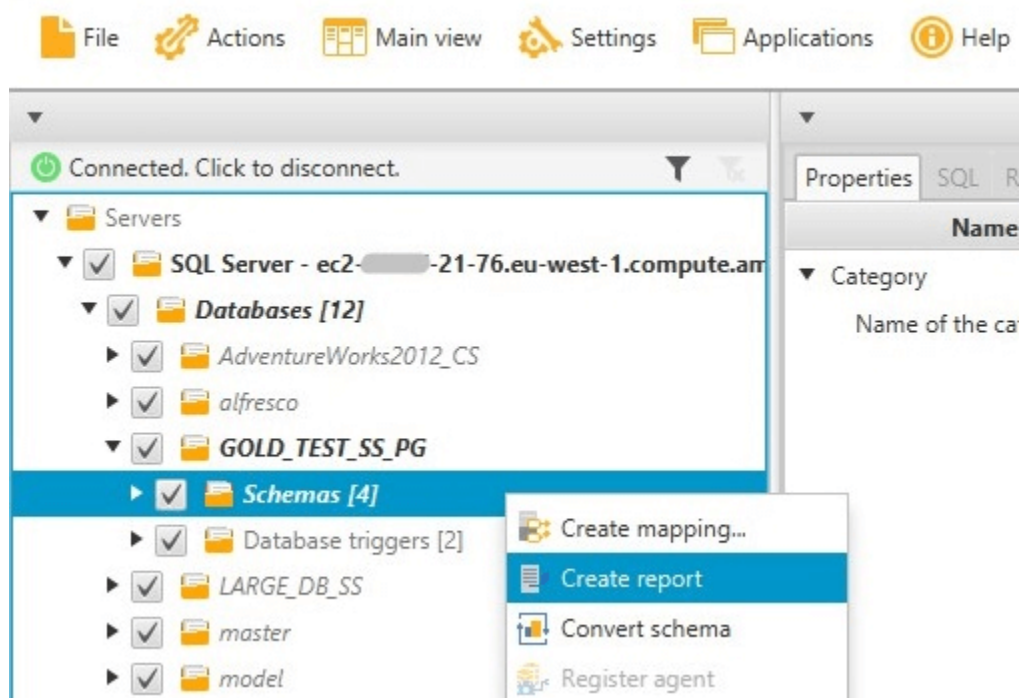 File Actions Main view Settings Applications Help
Connected. Click to disconnect.
Servers
SQL Server - ec2- -21-76.eu-west-1.compute.am
Databases [12]
AdventureWorks2012_CS
alfresco
GOLD_TEST_SS_PG
Schemas [4]
Database triggers [2]
LARGE_DB_SS
master
model
Create mapping...
Create report
Convert schema
Register agent
Properties SQL R
Name
Category
Name of the ca